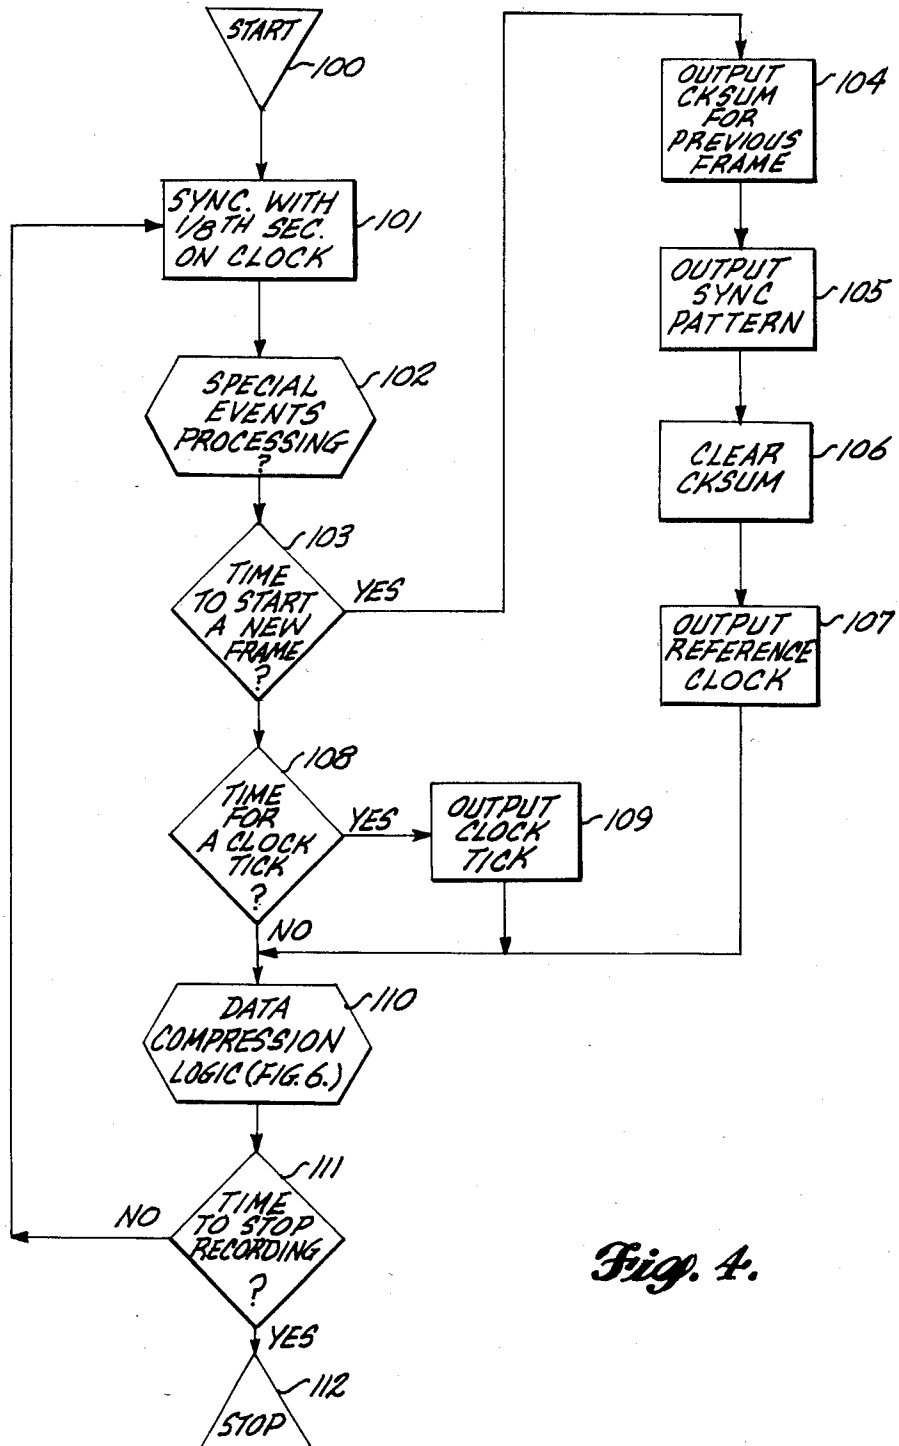 START
100
SYNC. WITH
1/8TH SEC.
ON CLOCK
101
SPECIAL
EVENTS
PROCESSING
?
102
TIME
TO START
A NEW
FRAME
?
103
YES
OUTPUT
CKSUM
FOR
PREVIOUS
FRAME
104
OUTPUT
SYNC
PATTERN
105
CLEAR
CKSUM
106
OUTPUT
REFERENCE
CLOCK
107
TIME
FOR
A CLOCK
TICK
?
108
YES
OUTPUT
CLOCK
TICK
109
NO
DATA
COMPRESSION
LOGIC (FIG. 6.)
110
TIME
TO STOP
RECORDING
?
111
NO
YES
STOP
112
Fig. 4.